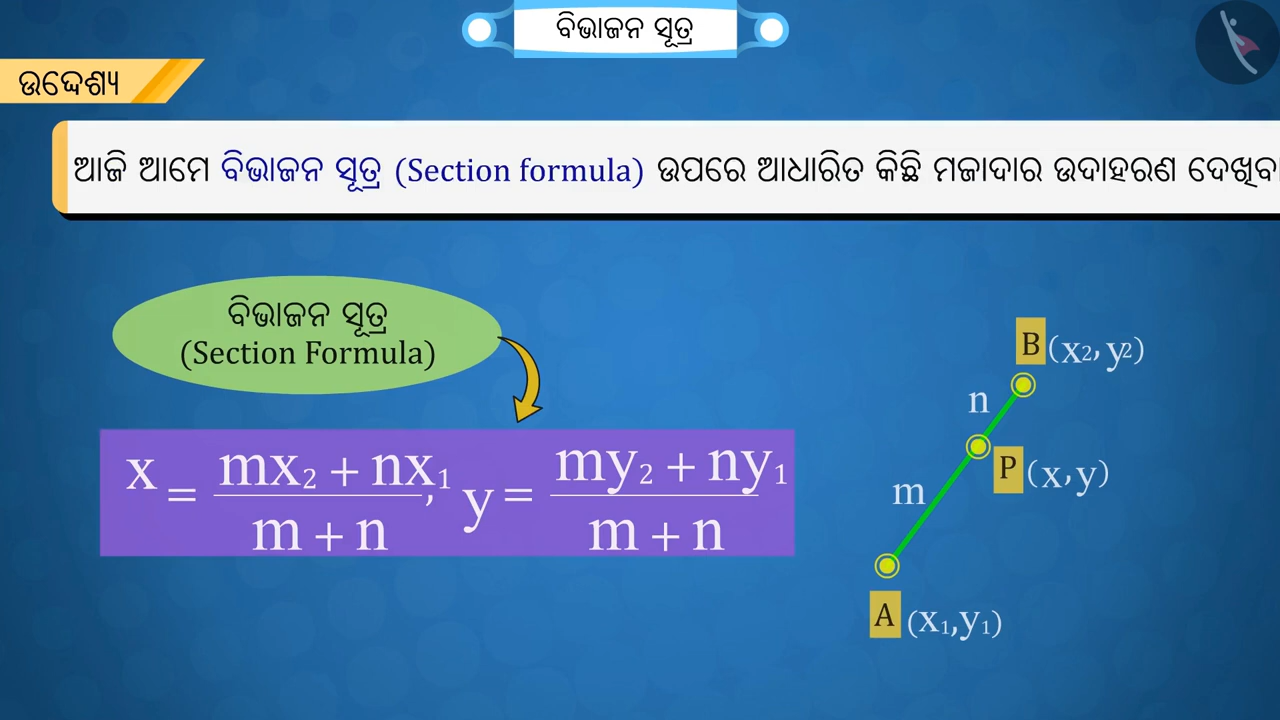 ବିଭାଜନ ସୂତ୍ର
ଉଦ୍ଦେଶ୍ୟ
ଆଜି ଆମେ ବିଭାଜନ ସୂତ୍ର (Section formula) ଉପରେ ଆଧାରିତ କିଛି ମଜାଦାର ଉଦାହରଣ
ବିଭାଜନ ସୂତ୍ର
(Section Formula)
x = (mx₂ + nx₁)/(m + n), y = (my₂ + ny₁)/(m + n)
B (x₂, y₂)
n
P (x, y)
m
A (x₁,y₁)